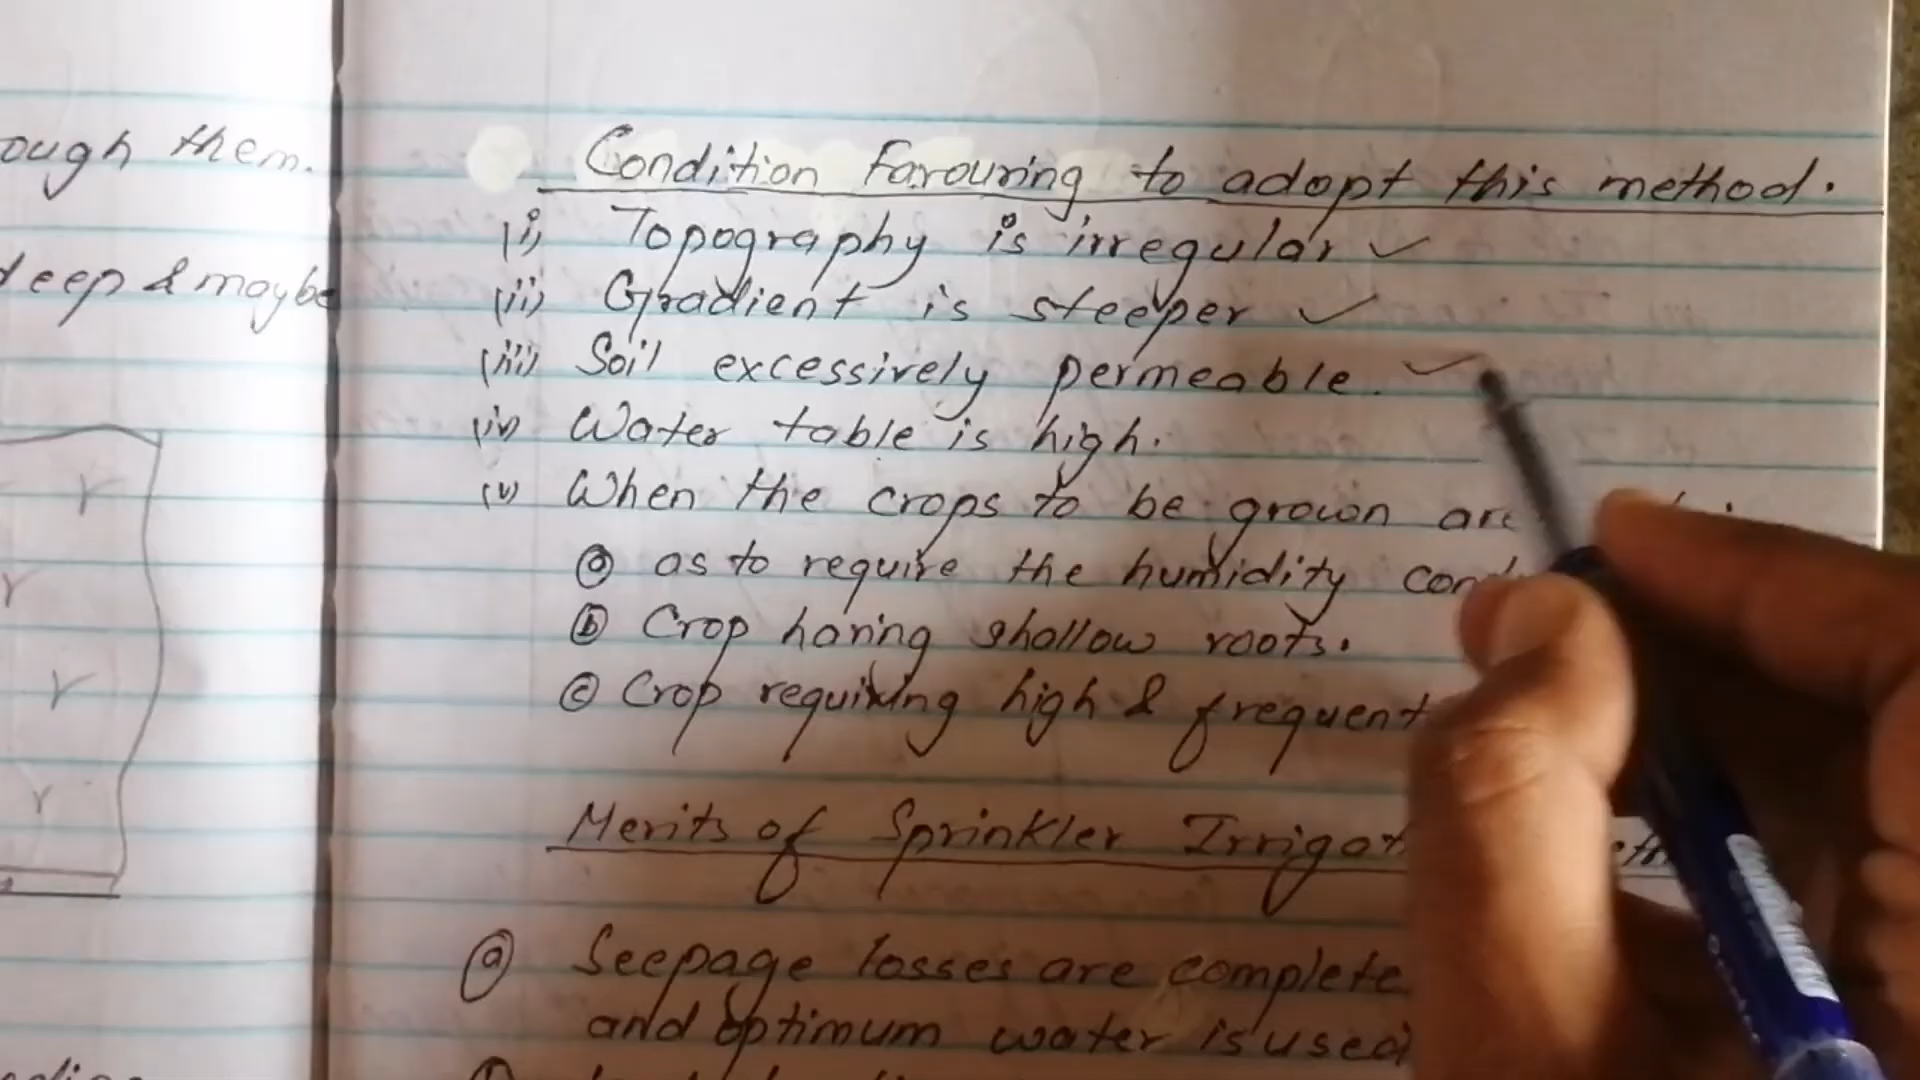 ough them.
deep & maybe
r
r
r
r
Condition Favouring to adopt this method.
(i) Topography is irregular ✓
(ii) Gradient is steeper ✓
(iii) Soil excessively permeable. ✓
(iv) Water table is high.
(v) When the crops to be grown are
ⓐ as to require the humidity con
ⓑ Crop having shallow roots.
ⓒ Crop requiring high & frequent
Merits of Sprinkler Irrigat
ⓐ Seepage losses are complete
and optimum water is used